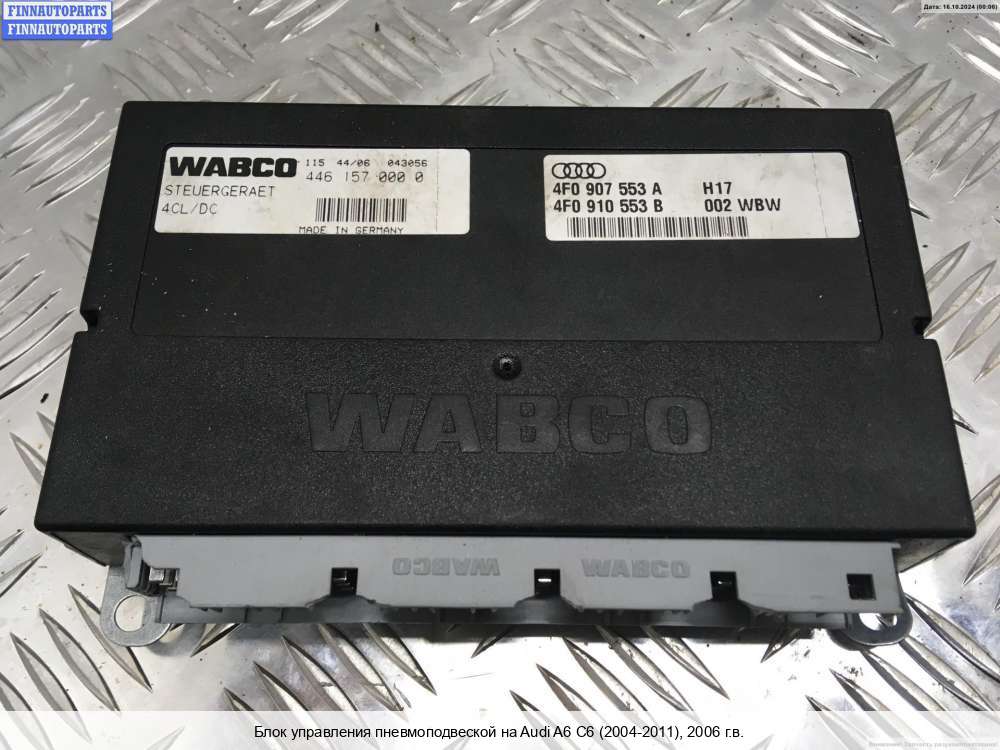 FINNAUTOPARTS
FINNAUTOPARTS
Дата: 16.10.2024 (00:06)
WABCO 115 44/06 043056
446 157 000 0
STEUERGERAET
4CL/DC
MADE IN GERMANY
4F0 907 553 A H17
4F0 910 553 B 002 WBW
WABCO
WABCO WABCO
Блок управления пневмоподвеской на Audi A6 C6 (2004-2011), 2006 г.в.